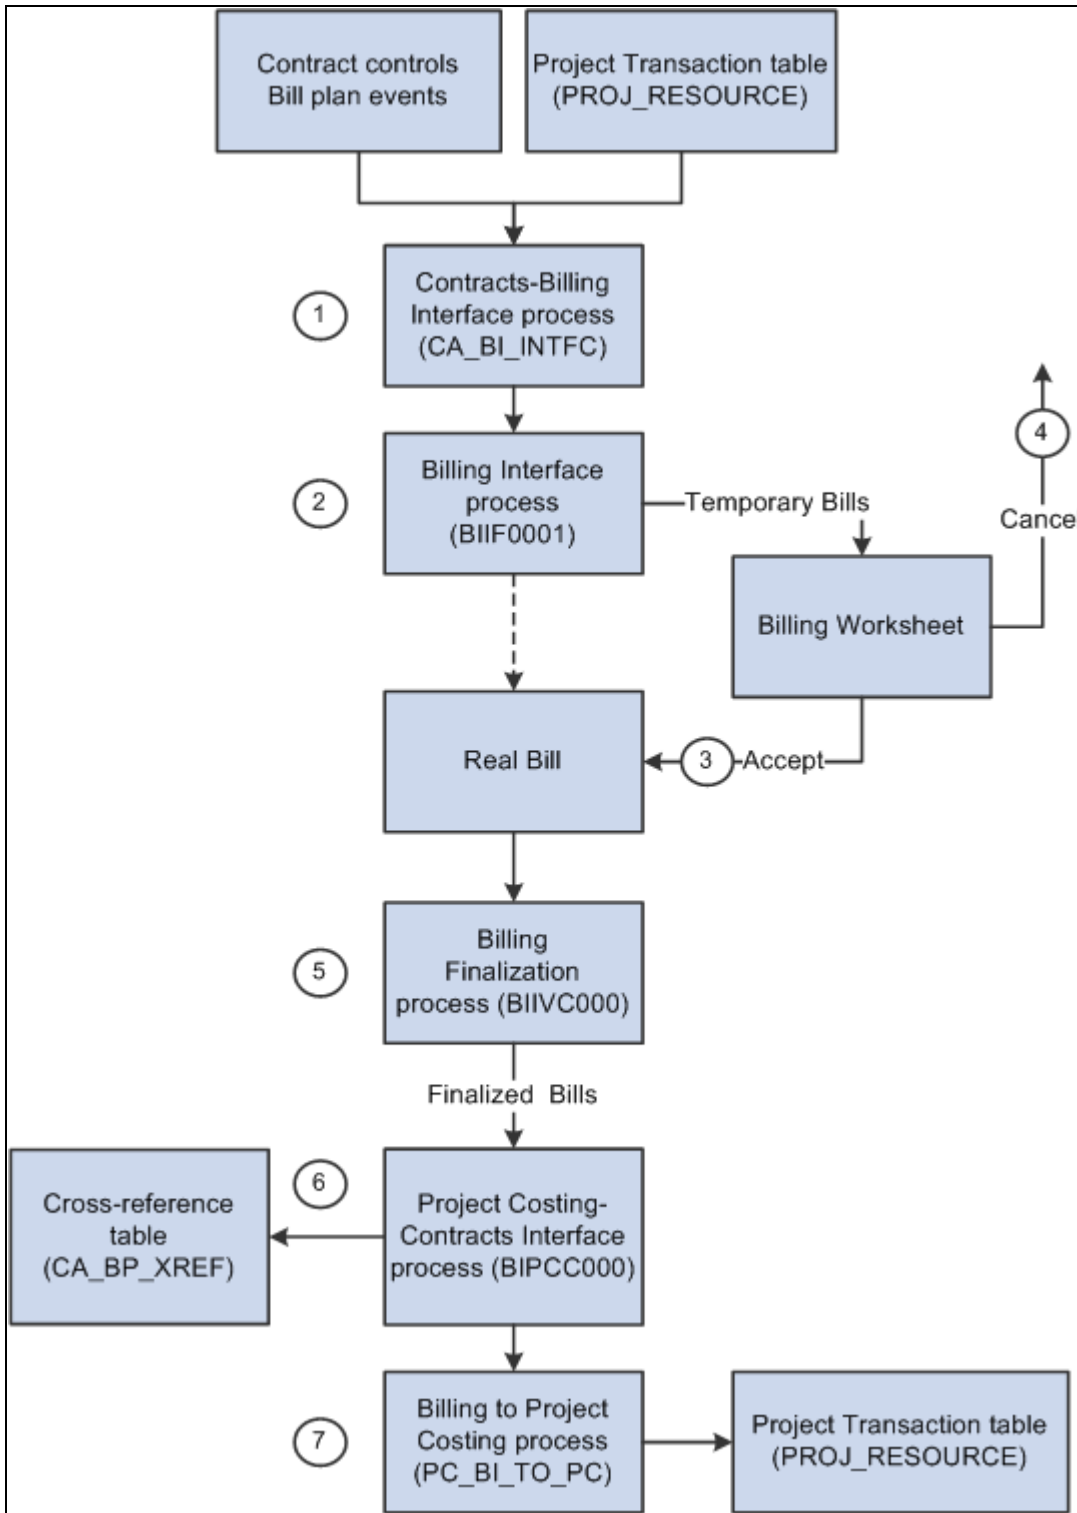 Contract controls
Bill plan events
Project Transaction table
(PROJ_RESOURCE)
1
Contracts-Billing
Interface process
(CA_BI_INTFC)
4
2
Billing Interface
process
(BIIF0001)
Temporary Bills
Cance
Billing Worksheet
Real Bill
3
Accept
5
Billing
Finalization
process (BIIVC000)
Finalized Bills
Cross-reference
table
(CA_BP_XREF)
6
Project Costing-
Contracts Interface
process (BIPCC000)
7
Billing to Project
Costing process
(PC_BI_TO_PC)
Project Transaction table
(PROJ_RESOURCE)